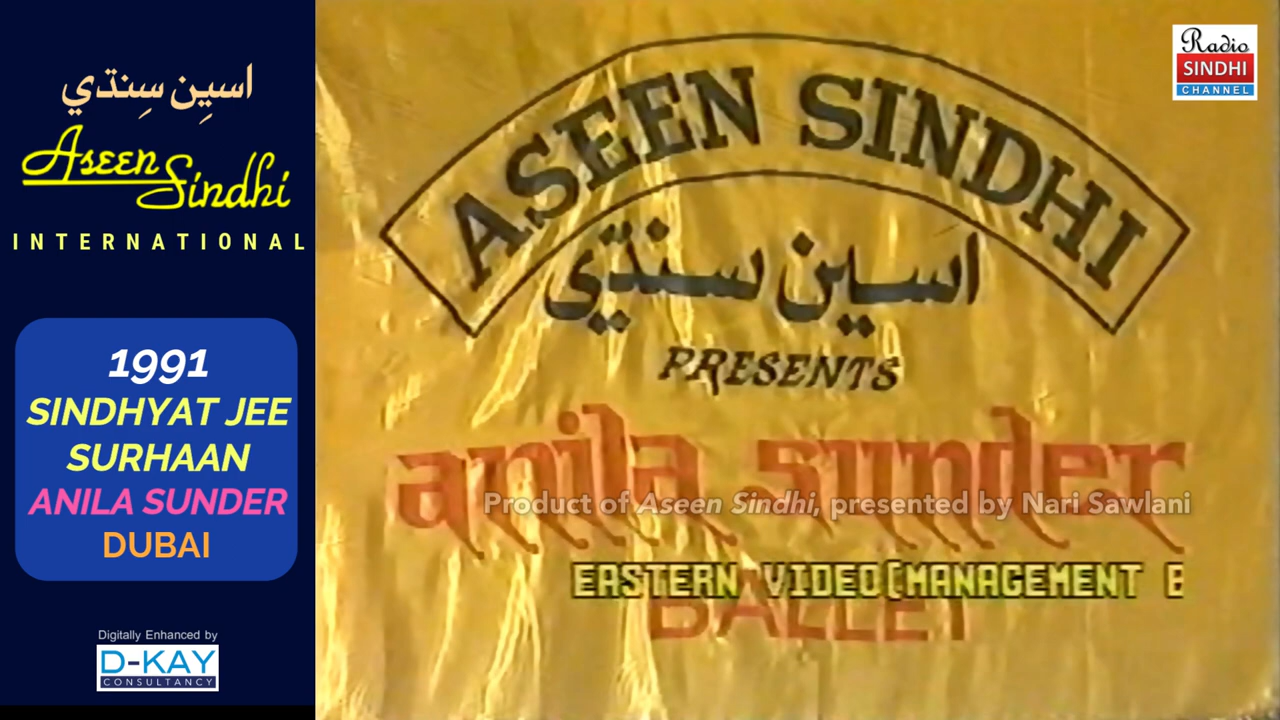 اسين سنڌي
Aseen Sindhi
INTERNATIONAL
1991
SINDHYAT JEE
SURHAAN
ANILA SUNDER
DUBAI
Digitally Enhanced by
D-KAY
CONSULTANCY
Radio
SINDHI
CHANNEL
ASEEN SINDHI
اسين سنڌي
PRESENTS
anila sunder
Product of Aseen Sindhi, presented by Nari Sawlani
EASTERN VIDEO(MANAGEMENT
BALLET